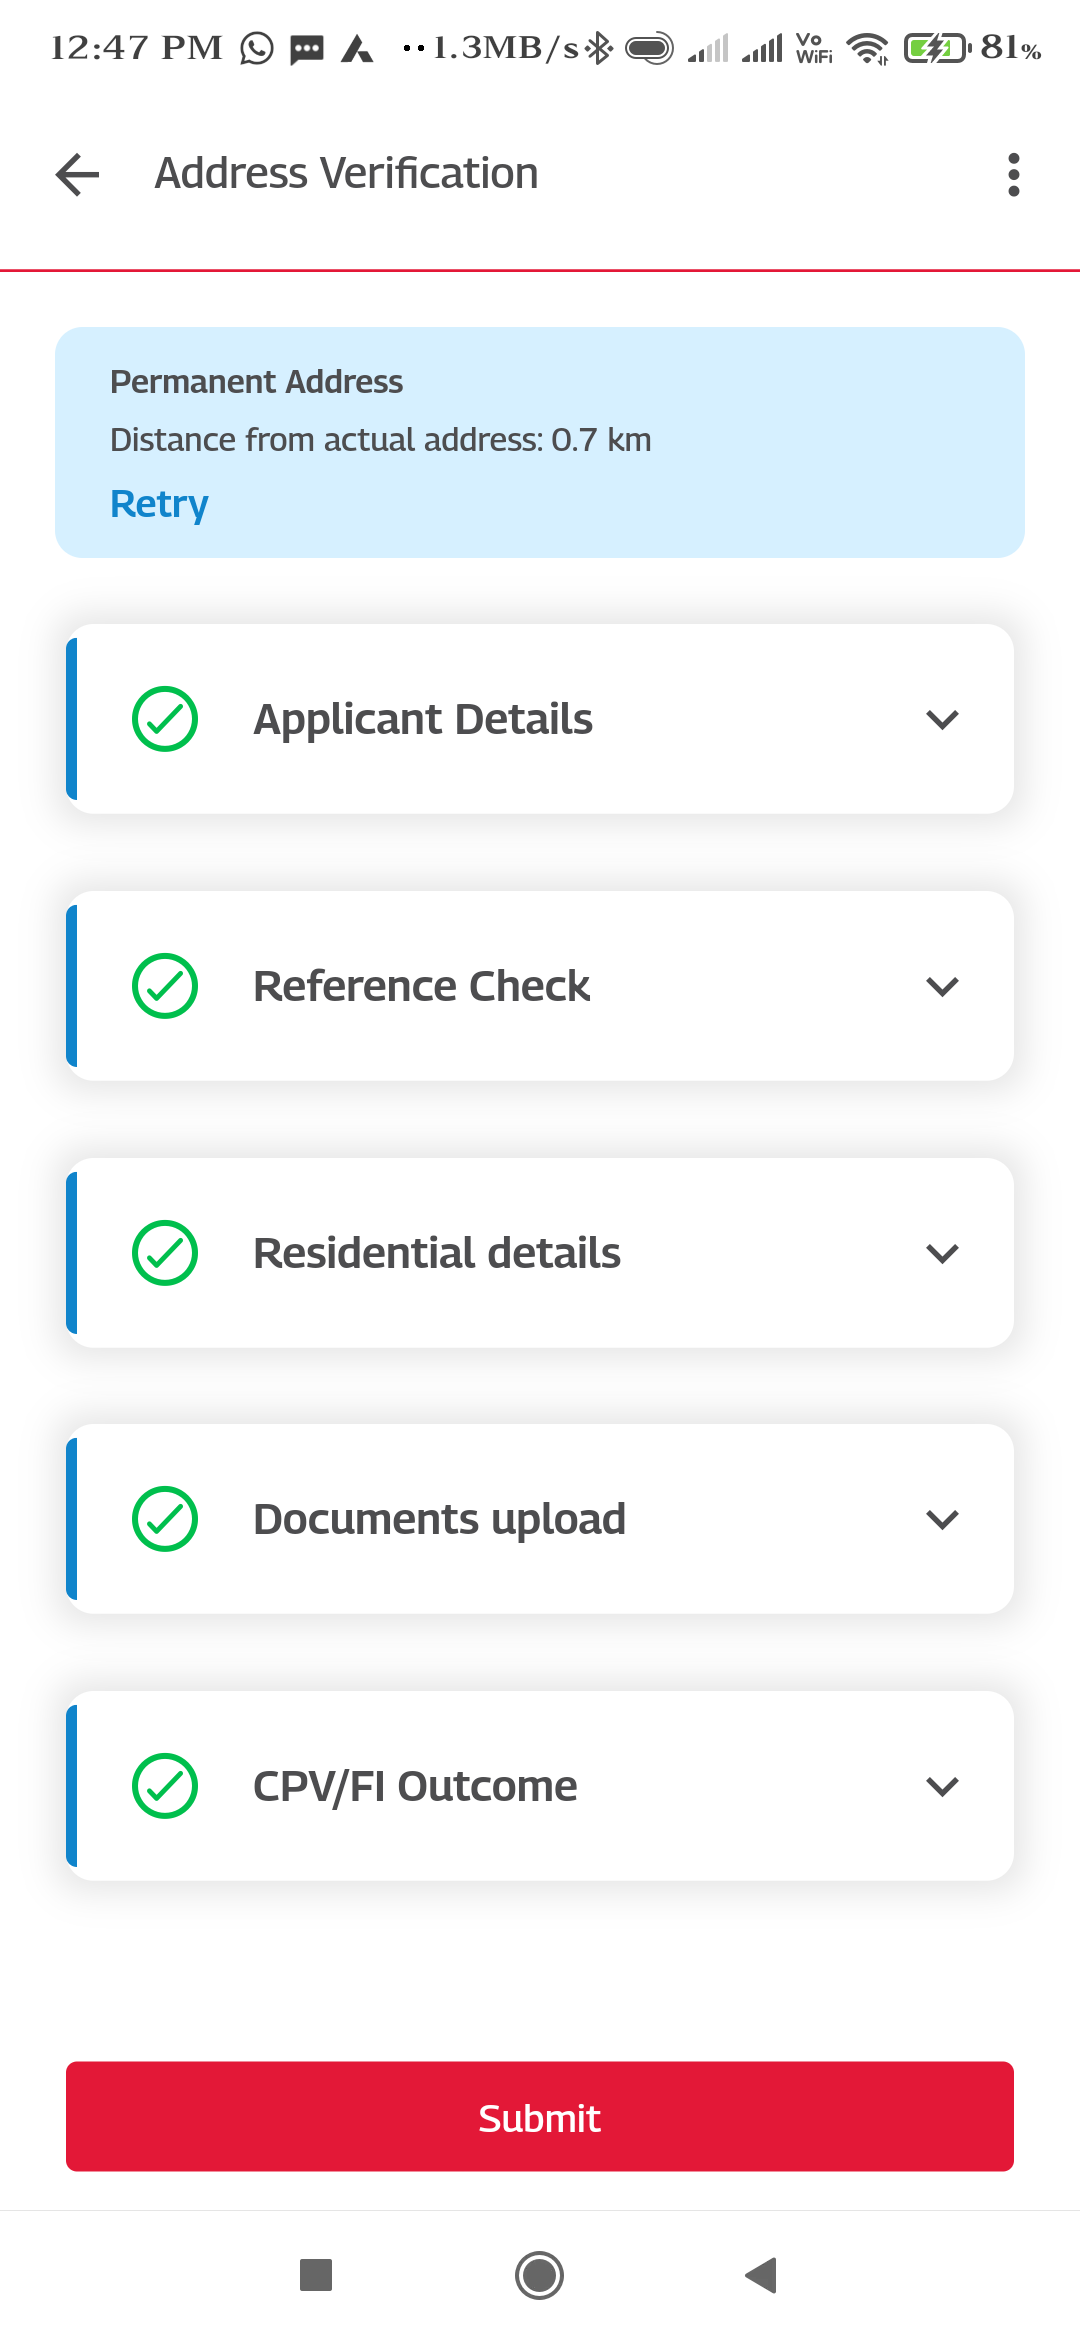 12:47 PM 1.3MB/s Vo WiFi 81%
Address Verification
Permanent Address
Distance from actual address: 0.7 km
Retry
Applicant Details
Reference Check
Residential details
Documents upload
CPV/FI Outcome
Submit